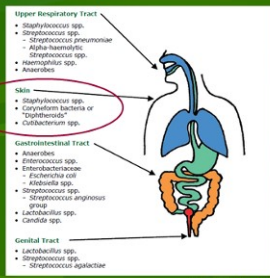 Upper Respiratory Tract
• Staphylococcus spp.
• Streptococcus spp.
- Streptococcus pneumoniae
- Alpha-haemolytic
Streptococcus spp.
• Haemophilus spp.
• Anaerobes
Skin
• Staphylococcus spp.
• Coryneform bacteria or
"Diphtheroids"
• Cutibacterium spp.
Gastrointestinal Tract
• Anaerobes
• Enterococcus spp.
• Enterobacteriaceae
- Escherichia coli
- Klebsiella spp.
• Streptococcus spp.
- Streptococcus anginosus
group
• Lactobacillus spp.
• Candida spp.
Genital Tract
• Lactobacillus spp.
• Streptococcus spp.
- Streptococcus agalactiae